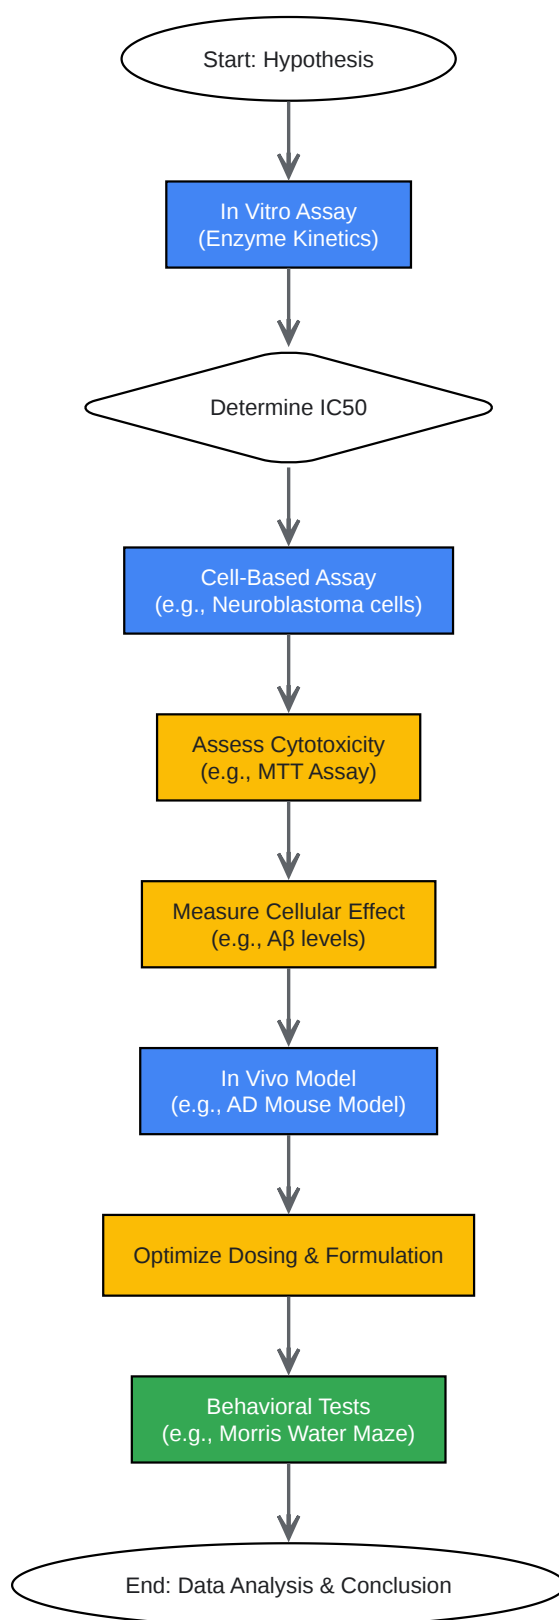 Start: Hypothesis
In Vitro Assay
(Enzyme Kinetics)
Determine IC50
Cell-Based Assay
(e.g., Neuroblastoma cells)
Assess Cytotoxicity
(e.g., MTT Assay)
Measure Cellular Effect
(e.g., Aβ levels)
In Vivo Model
(e.g., AD Mouse Model)
Optimize Dosing & Formulation
Behavioral Tests
(e.g., Morris Water Maze)
End: Data Analysis & Conclusion